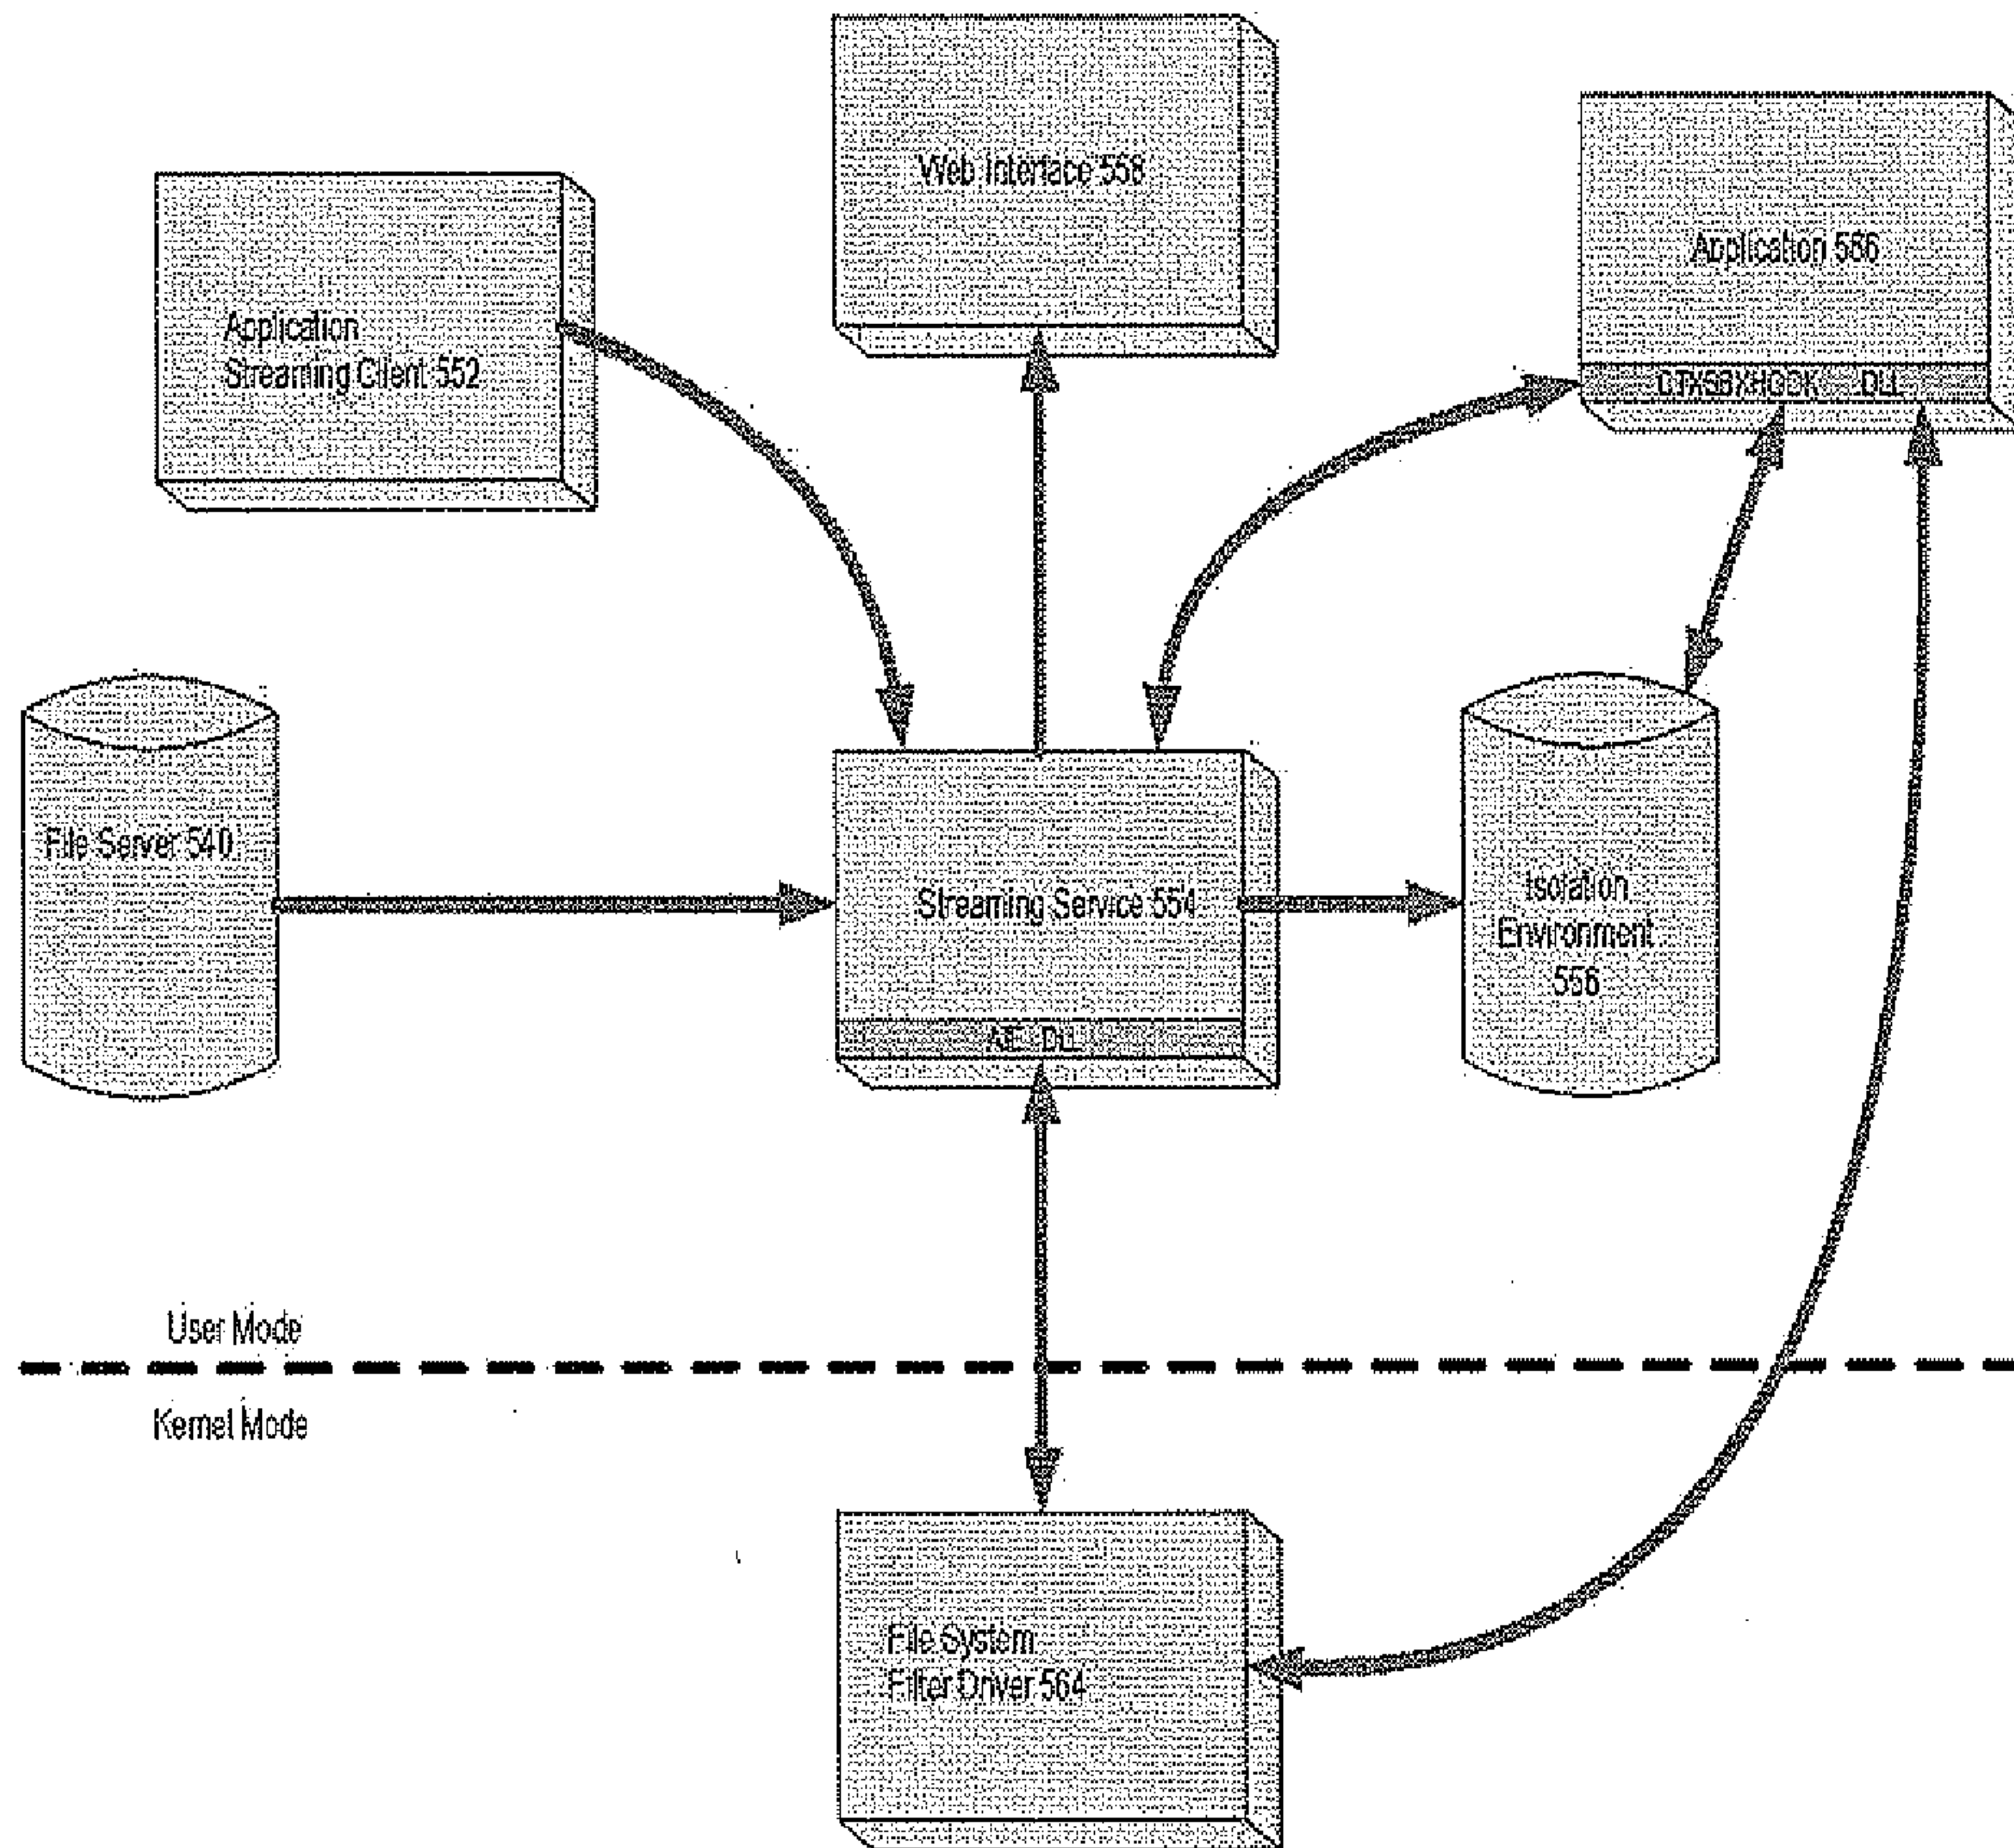 Web Interface 558
Application 566
CTXSBXHOOK .DLL
Application
Streaming Client 552
File Server 540
Streaming Service 554
Isolation
Environment
556
DLL
User Mode
Kernel Mode
File System
Filter Driver 564